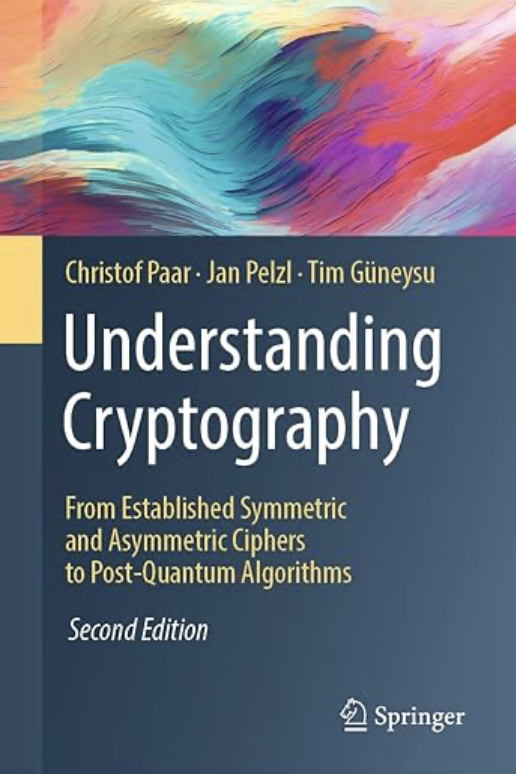 Christof Paar · Jan Pelzl · Tim Güneysu
Understanding
Cryptography
From Established Symmetric
and Asymmetric Ciphers
to Post-Quantum Algorithms
Second Edition
Springer